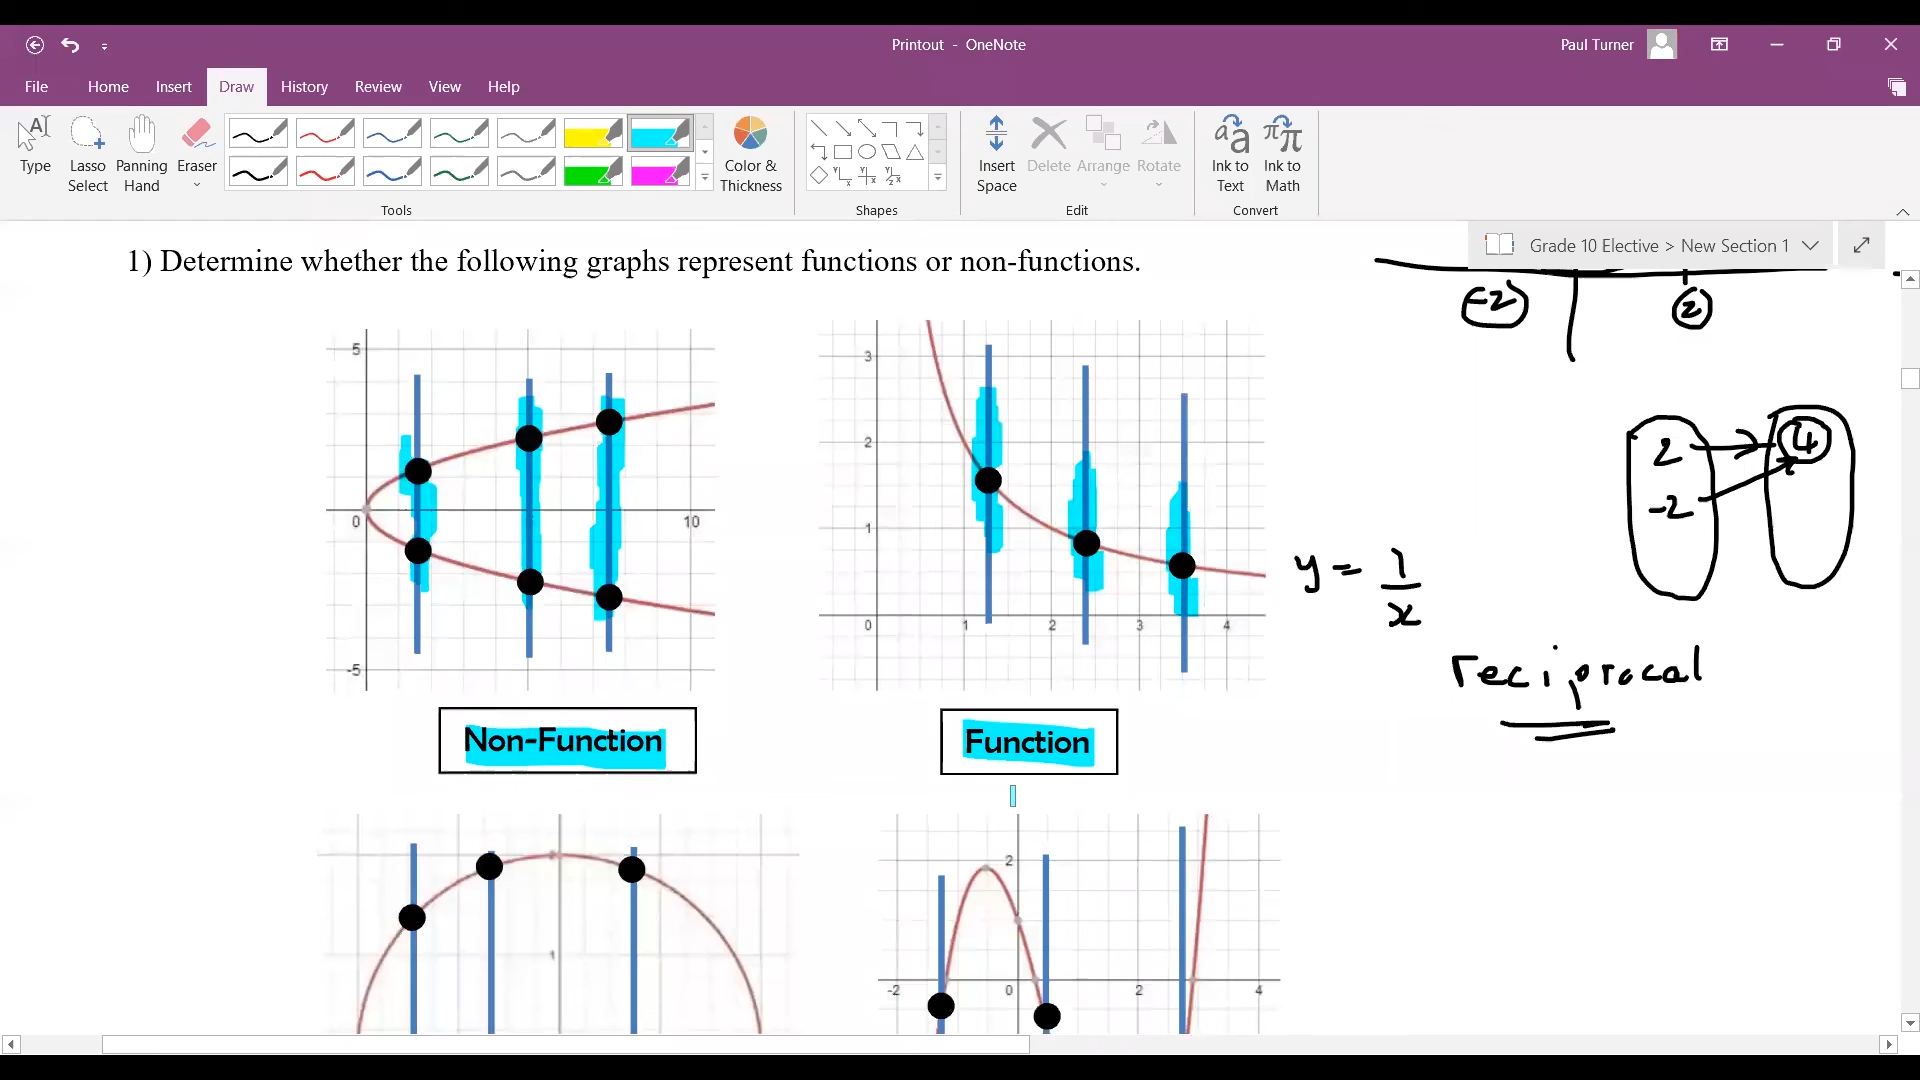 Printout - OneNote
Paul Turner
File Home Insert Draw History Review View Help
Type
Lasso Select
Panning Hand
Eraser
Color & Thickness
Insert Space
Delete
Arrange
Rotate
Ink to Text
Ink to Math
Tools
Shapes
Edit
Convert
Grade 10 Elective > New Section 1
1) Determine whether the following graphs represent functions or non-functions.
-2 2
5
0 10
-5
3
2
1
0 1 2 3 4
2 4
-2
y = 1/x
reciprocal
Non-Function
Function
1
2
-2 0 2 4